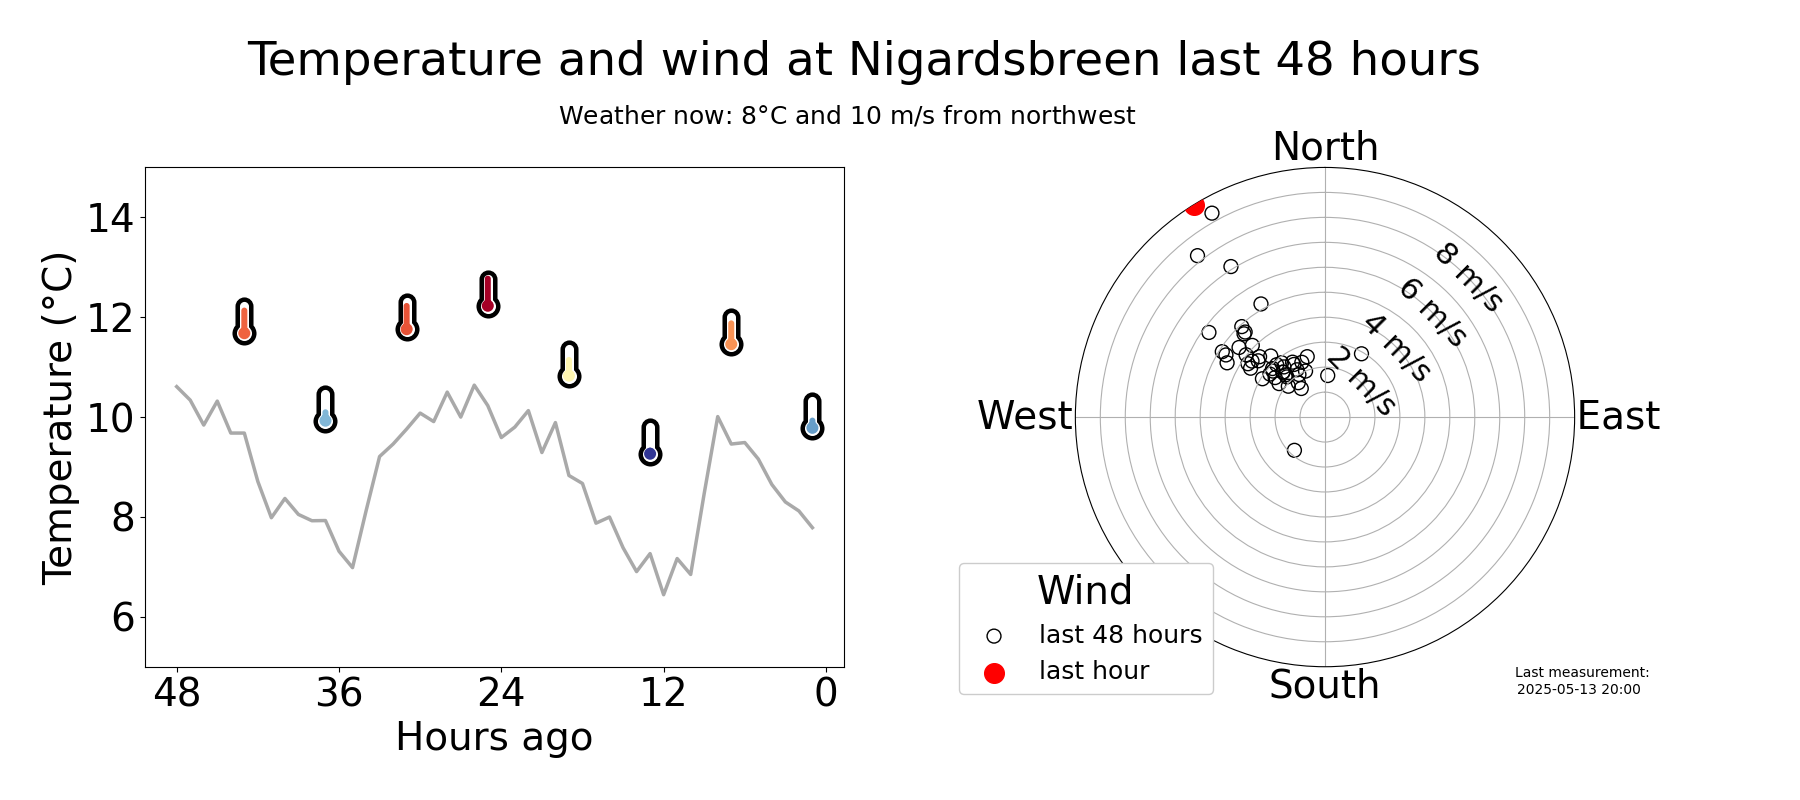 Temperature and wind at Nigardsbreen last 48 hours
Weather now: 8°C and 10 m/s from northwest
Temperature (°C)
14
12
10
8
6
48 36 24 12 0
Hours ago
North
West
East
South
8 m/s
6 m/s
4 m/s
2 m/s
Wind
last 48 hours
last hour
Last measurement:
2025-05-13 20:00